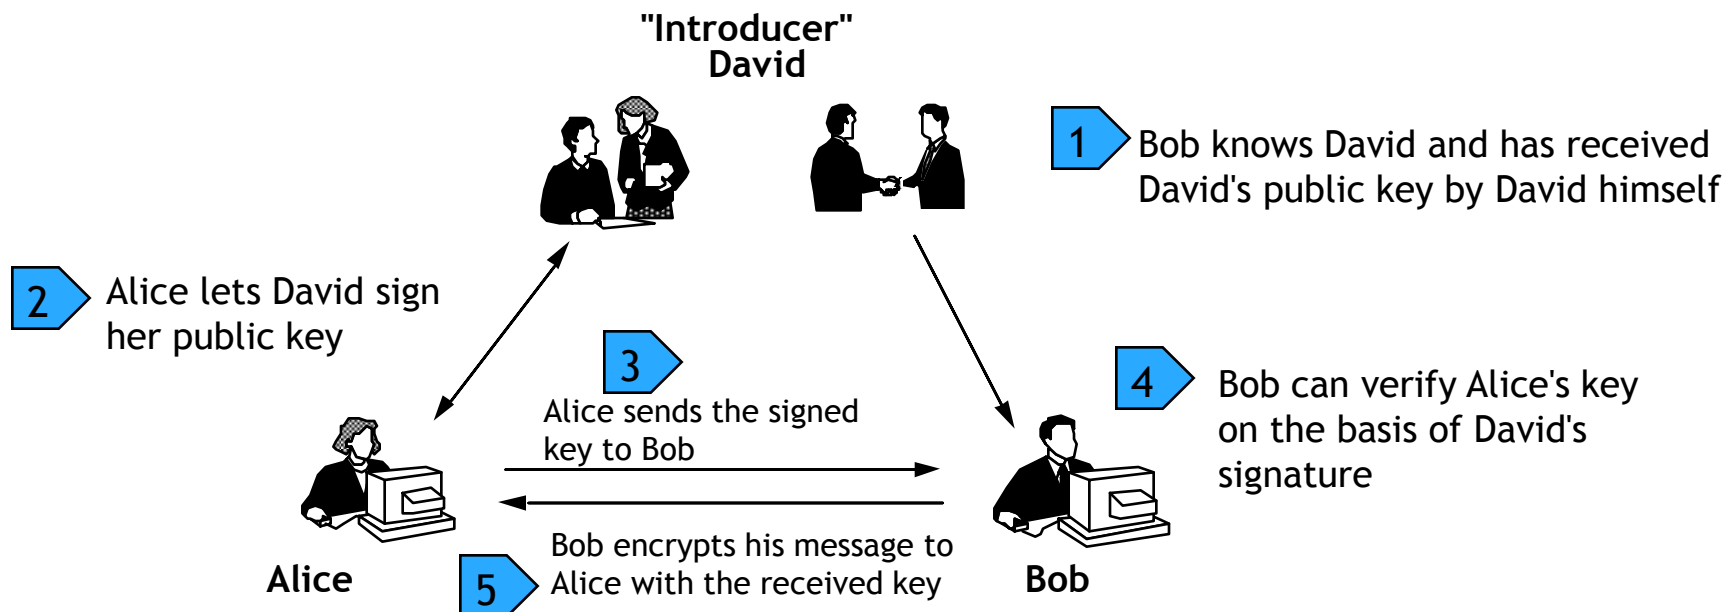 "Introducer"
David
1
Bob knows David and has received
David's public key by David himself
2
Alice lets David sign
her public key
3
Alice sends the signed
key to Bob
4
Bob can verify Alice's key
on the basis of David's
signature
5
Bob encrypts his message to
Alice with the received key
Alice
Bob